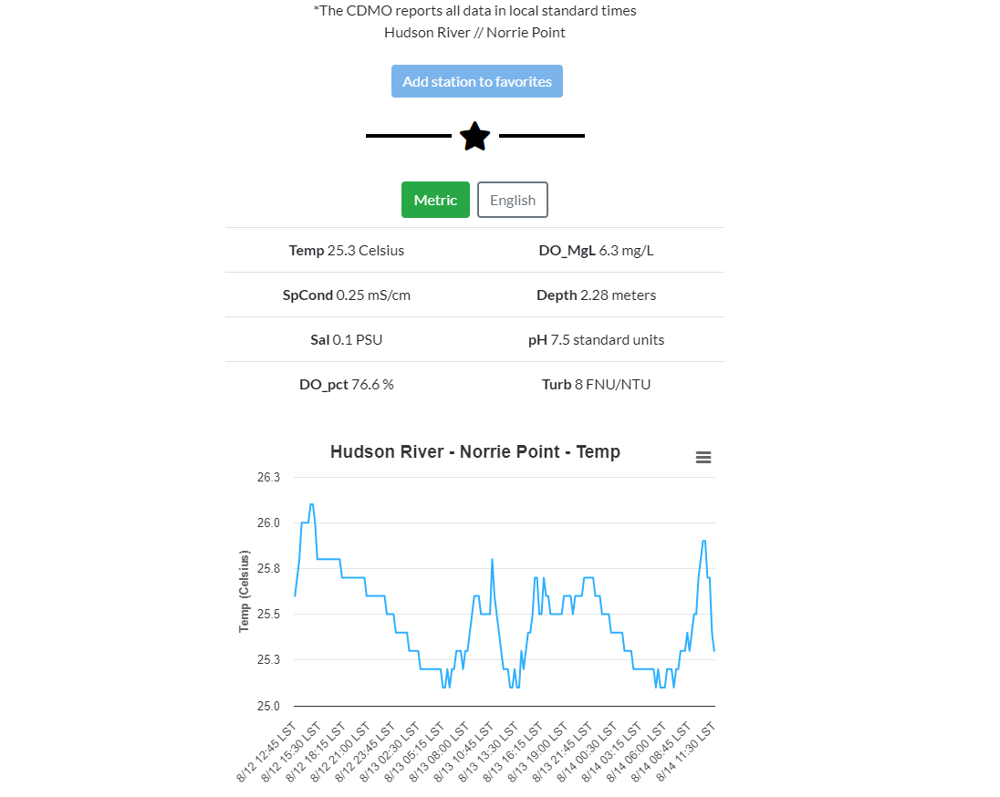 *The CDMO reports all data in local standard times
Hudson River // Norrie Point
Add station to favorites
Metric English
Temp 25.3 Celsius DO_MgL 6.3 mg/L
SpCond 0.25 mS/cm Depth 2.28 meters
Sal 0.1 PSU pH 7.5 standard units
DO_pct 76.6 % Turb 8 FNU/NTU
Hudson River - Norrie Point - Temp
Temp (Celsius)
26.3
26.0
25.8
25.5
25.3
25.0
8/12 12:45 LST
8/12 15:30 LST
8/12 18:15 LST
8/12 21:00 LST
8/12 23:45 LST
8/13 02:30 LST
8/13 05:15 LST
8/13 08:00 LST
8/13 10:45 LST
8/13 13:30 LST
8/13 16:15 LST
8/13 19:00 LST
8/13 21:45 LST
8/14 00:30 LST
8/14 03:15 LST
8/14 06:00 LST
8/14 08:45 LST
8/14 11:30 LST